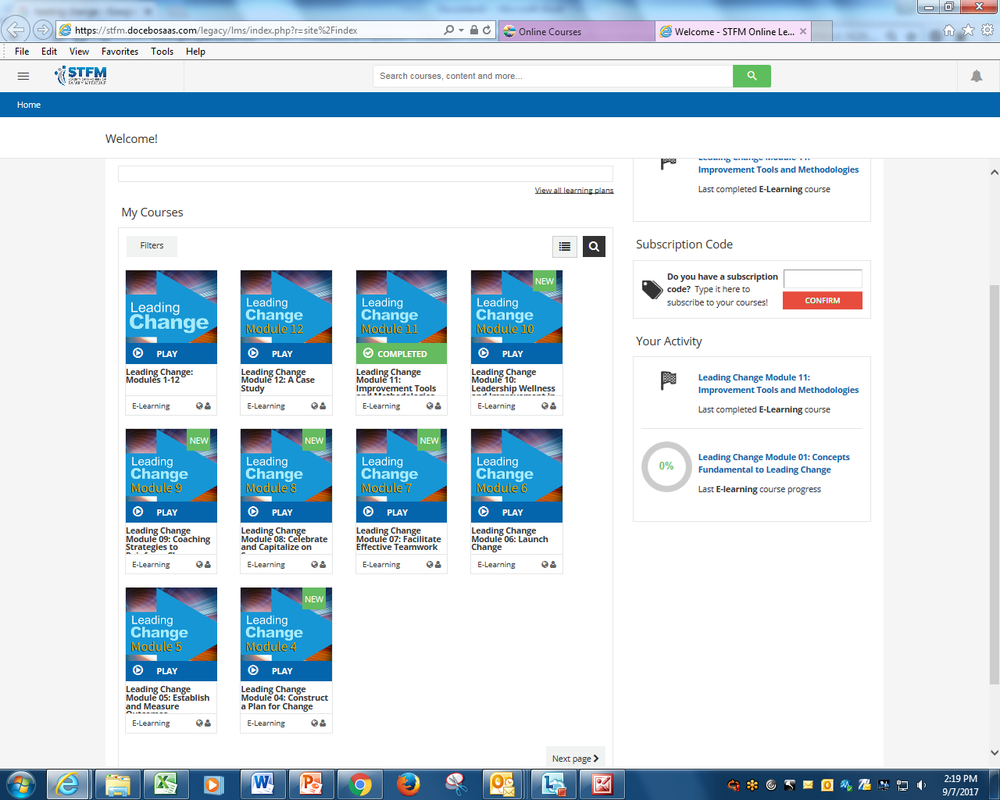 https://stfm.docebosaas.com/legacy/lms/index.php?r=site%2Findex
Online Courses
Welcome - STFM Online Le...
File Edit View Favorites Tools Help
STFM
Search courses, content and more...
Home
Welcome!
Leading Change Module 11:
Improvement Tools and Methodologies
Last completed E-Learning course
View all learning plans
My Courses
Filters
Leading
Change
PLAY
Leading Change:
Modules 1-12
E-Learning
Leading
Change
Module 12
PLAY
Leading Change
Module 12: A Case
Study
E-Learning
Leading
Change
Module 11
COMPLETED
Leading Change
Module 11:
Improvement Tools
and Methodologies
E-Learning
NEW
Leading
Change
Module 10
PLAY
Leading Change
Module 10:
Leadership Wellness
and Improvement in
E-Learning
NEW
Leading
Change
Module 9
PLAY
Leading Change
Module 09: Coaching
Strategies to
E-Learning
NEW
Leading
Change
Module 8
PLAY
Leading Change
Module 08: Celebrate
and Capitalize on
E-Learning
NEW
Leading
Change
Module 7
PLAY
Leading Change
Module 07: Facilitate
Effective Teamwork
E-Learning
Leading
Change
Module 6
PLAY
Leading Change
Module 06: Launch
Change
E-Learning
Leading
Change
Module 5
PLAY
Leading Change
Module 05: Establish
and Measure
E-Learning
NEW
Leading
Change
Module 4
PLAY
Leading Change
Module 04: Construct
a Plan for Change
E-Learning
Next page
Subscription Code
Do you have a subscription
code? Type it here to
subscribe to your courses!
CONFIRM
Your Activity
Leading Change Module 11:
Improvement Tools and Methodologies
Last completed E-Learning course
0%
Leading Change Module 01: Concepts
Fundamental to Leading Change
Last E-learning course progress
2:19 PM
9/7/2017